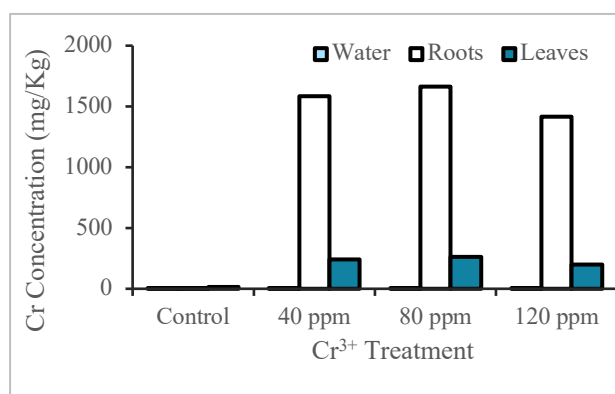 2000
Water Roots Leaves
1500
1000
500
0
Cr Concentration (mg/Kg)
Control 40 ppm 80 ppm 120 ppm
Cr³⁺ Treatment